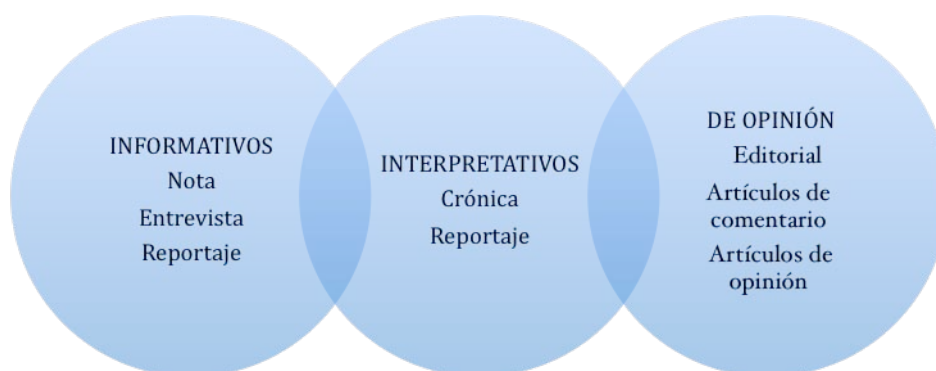 INFORMATIVOS
Nota
Entrevista
Reportaje
INTERPRETATIVOS
Crónica
Reportaje
DE OPINIÓN
Editorial
Artículos de
comentario
Artículos de
opinión